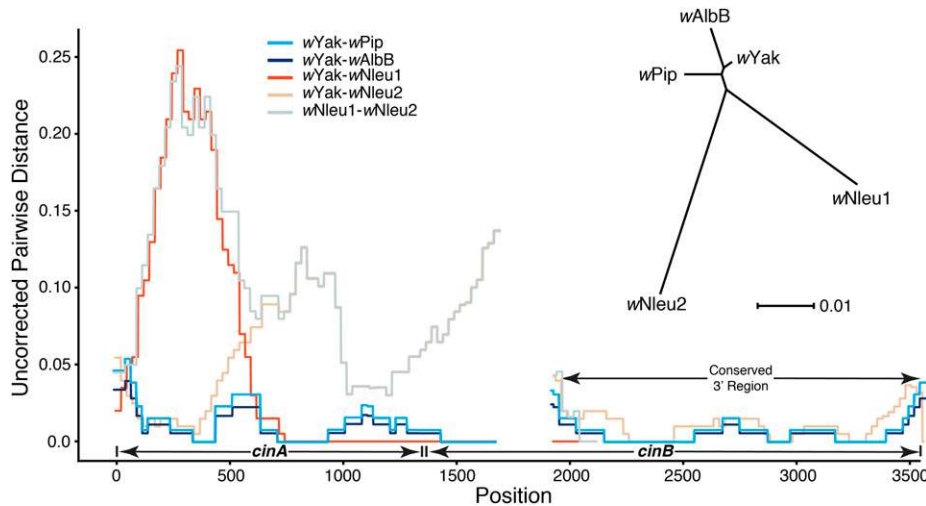 Uncorrected Pairwise Distance
0.25
0.20
0.15
0.10
0.05
0.0
wYak-wPip
wYak-wAlbB
wYak-wNleu1
wYak-wNleu2
wNleu1-wNleu2
wAlbB
wYak
wPip
wNleu1
wNleu2
0.01
Conserved
3' Region
cinA
cinB
0 500 1000 1500 2000 2500 3000 3500
Position